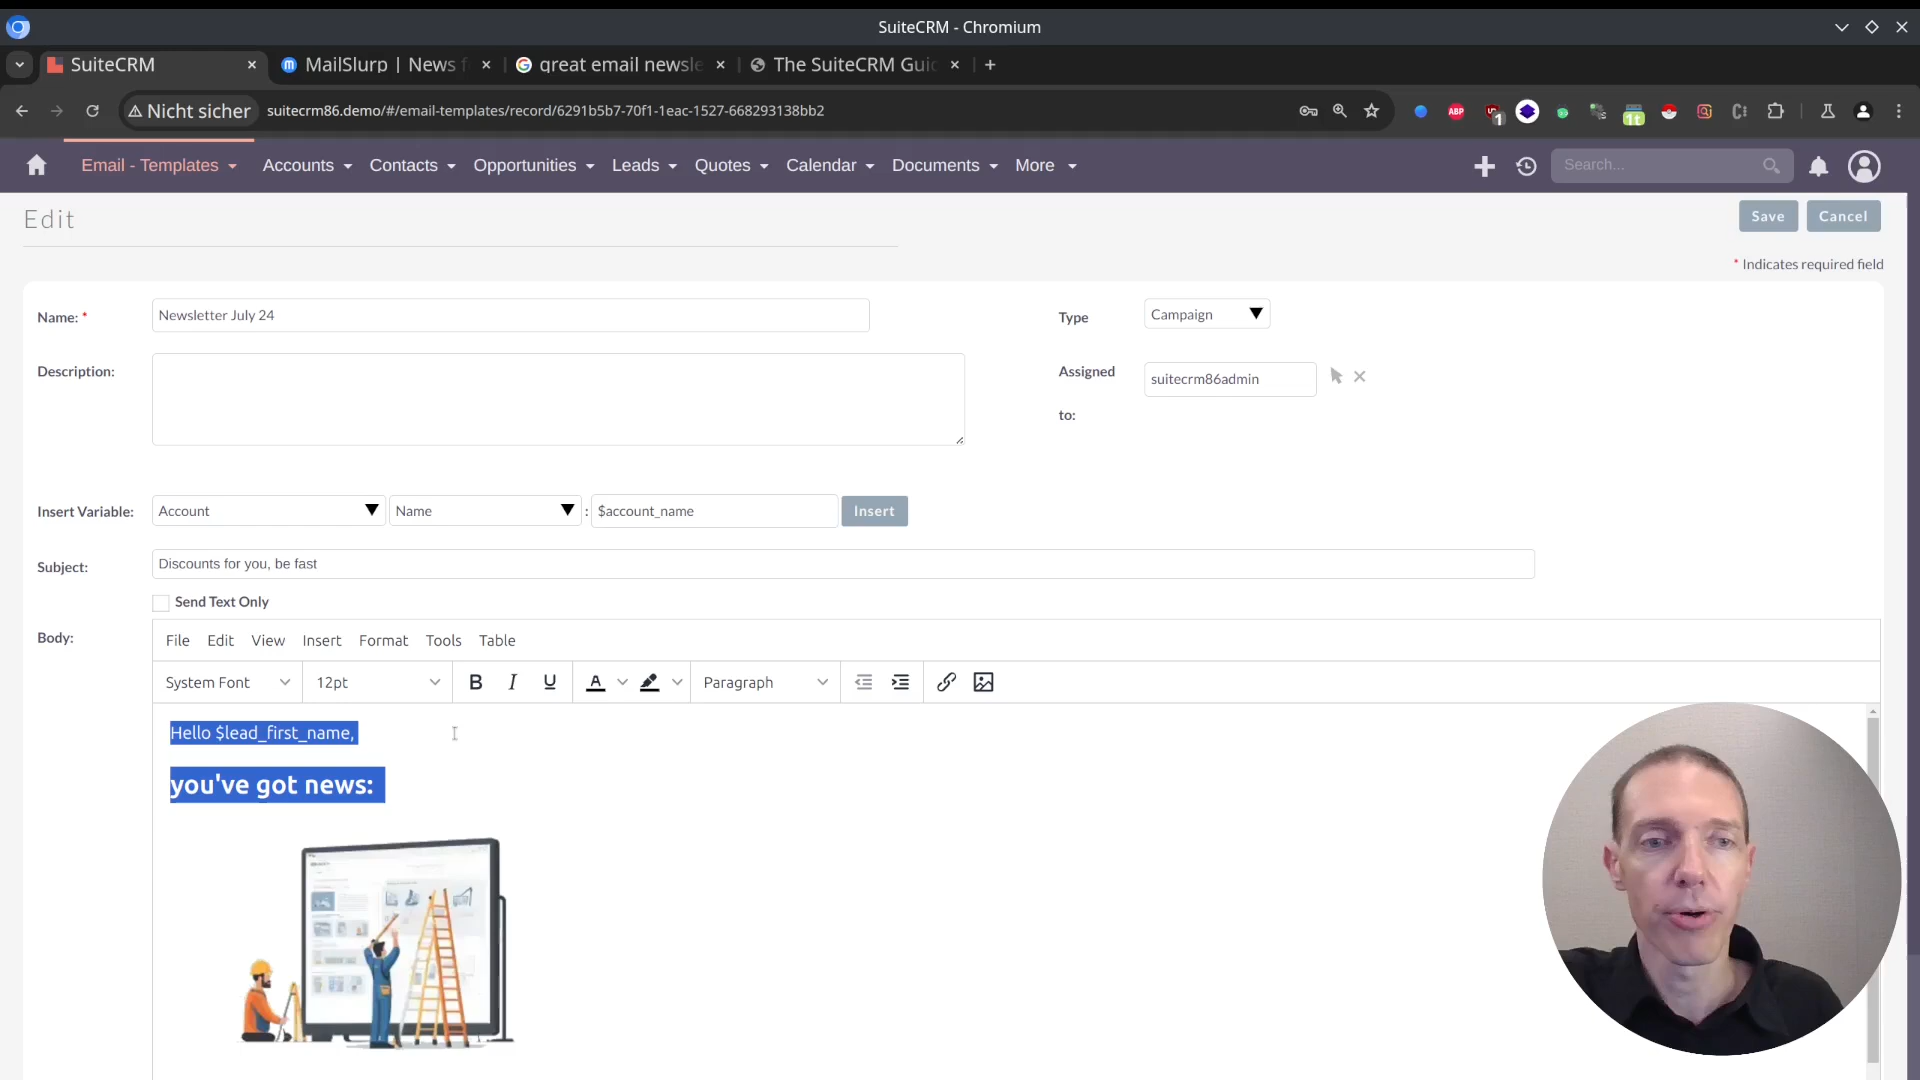 SuiteCRM - Chromium
SuiteCRM
MailSlurp | News f
great email newsle
The SuiteCRM Guid
Nicht sicher
suitecrm86.demo/#/email-templates/record/6291b5b7-70f1-1eac-1527-668293138bb2
ABP
1
1t
Email - Templates
Accounts
Contacts
Opportunities
Leads
Quotes
Calendar
Documents
More
Search...
Edit
Save
Cancel
* Indicates required field
Name: *
Newsletter July 24
Type
Campaign
Description:
Assigned
to:
suitecrm86admin
Insert Variable:
Account
Name
:
$account_name
Insert
Subject:
Discounts for you, be fast
Send Text Only
Body:
File
Edit
View
Insert
Format
Tools
Table
System Font
12pt
B
I
U
A
Paragraph
Hello $lead_first_name,
you've got news: